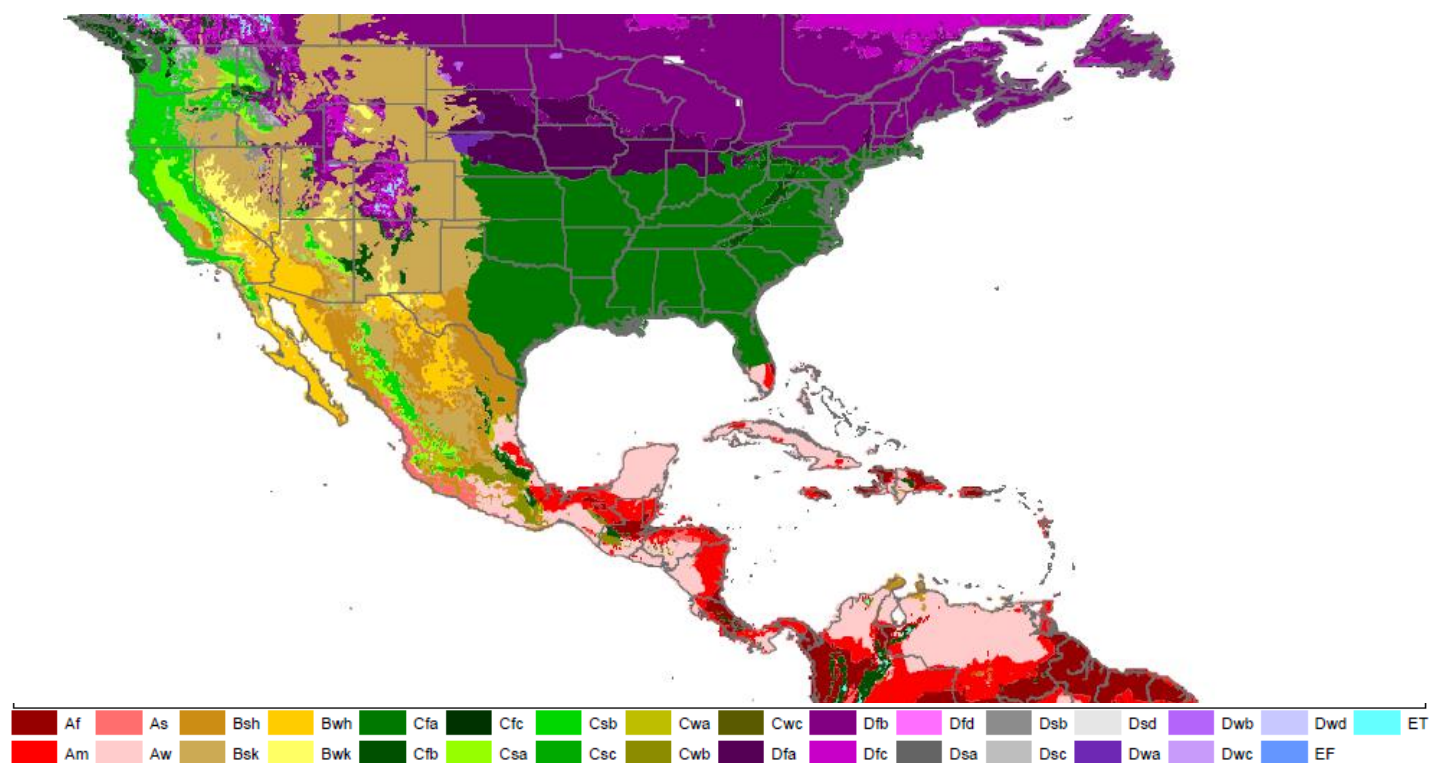 Af As Bsh Bwh Cfa Cfc Csb Cwa Cwc Dfb Dfd Dsb Dsd Dwb Dwd ET
Am Aw Bsk Bwk Cfb Csa Csc Cwb Dfa Dfc Dsa Dsc Dwa Dwc EF